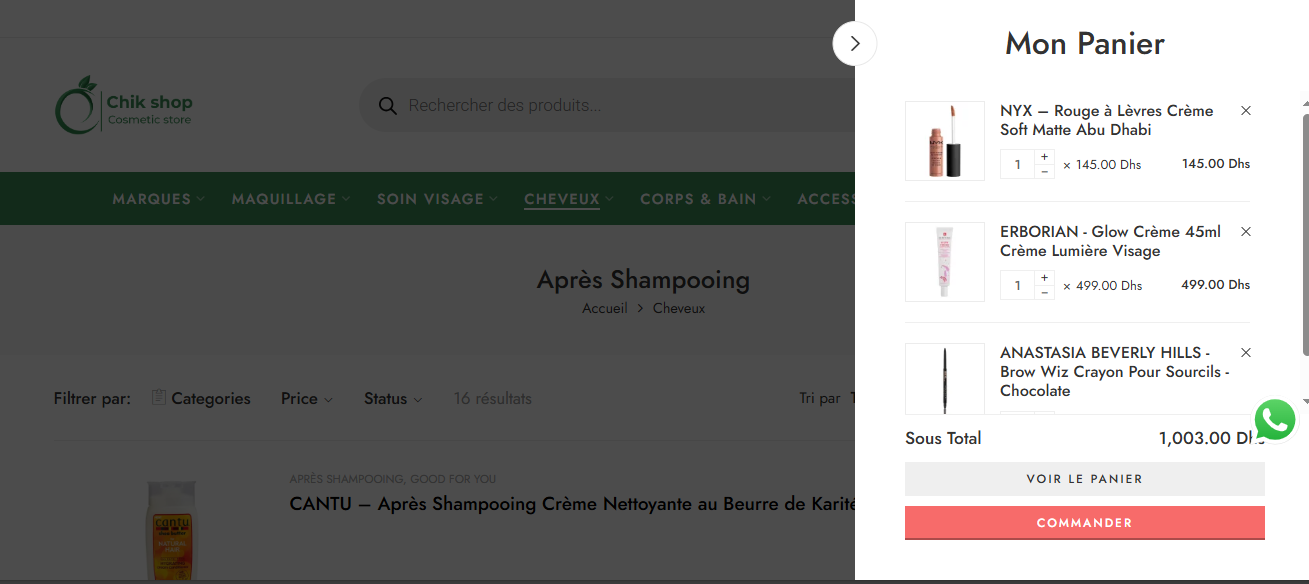 Chik shop
Cosmetic store
Rechercher des produits...
MARQUES MAQUILLAGE SOIN VISAGE CHEVEUX CORPS & BAIN ACCESS
Après Shampooing
Accueil > Cheveux
Filtrer par: Categories Price Status 16 résultats Tri par
APRÈS SHAMPOOING, GOOD FOR YOU
CANTU – Après Shampooing Crème Nettoyante au Beurre de Karité
cantu
NATURAL HAIR
Mon Panier
NYX – Rouge à Lèvres Crème
Soft Matte Abu Dhabi
1 + − × 145.00 Dhs 145.00 Dhs
ERBORIAN - Glow Crème 45ml
Crème Lumière Visage
1 + − × 499.00 Dhs 499.00 Dhs
ANASTASIA BEVERLY HILLS -
Brow Wiz Crayon Pour Sourcils -
Chocolate
Sous Total 1,003.00 Dhs
VOIR LE PANIER
COMMANDER